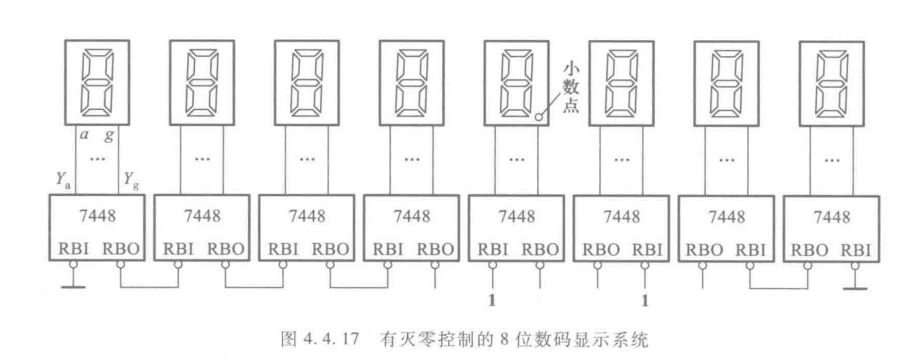 小数点
a g
... ... ... ... ... ... ... ...
Yₐ Y_g
7448 7448 7448 7448 7448 7448 7448 7448
RBI RBO RBI RBO RBI RBO RBI RBO RBI RBO RBO RBI RBO RBI RBO RBI
1 1
图 4.4.17 有灭零控制的 8 位数码显示系统